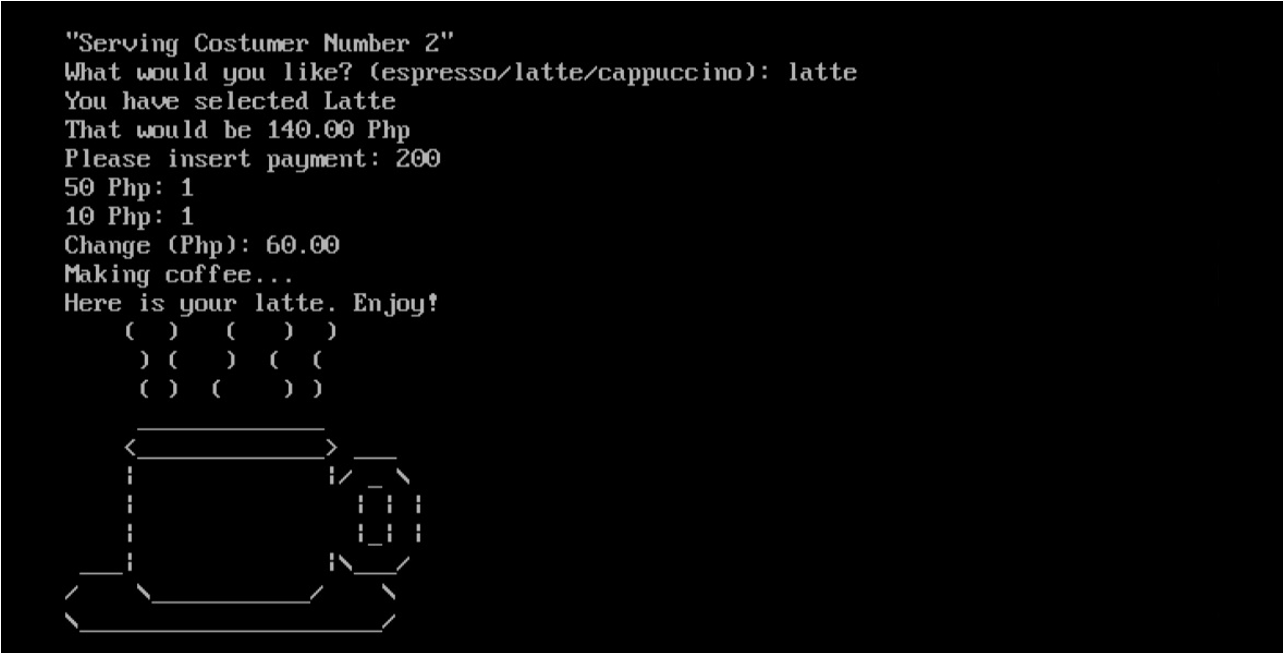 "Serving Costumer Number 2"
What would you like? (espresso/latte/cappuccino): latte
You have selected Latte
That would be 140.00 Php
Please insert payment: 200
50 Php: 1
10 Php: 1
Change (Php): 60.00
Making coffee...
Here is your latte. Enjoy!